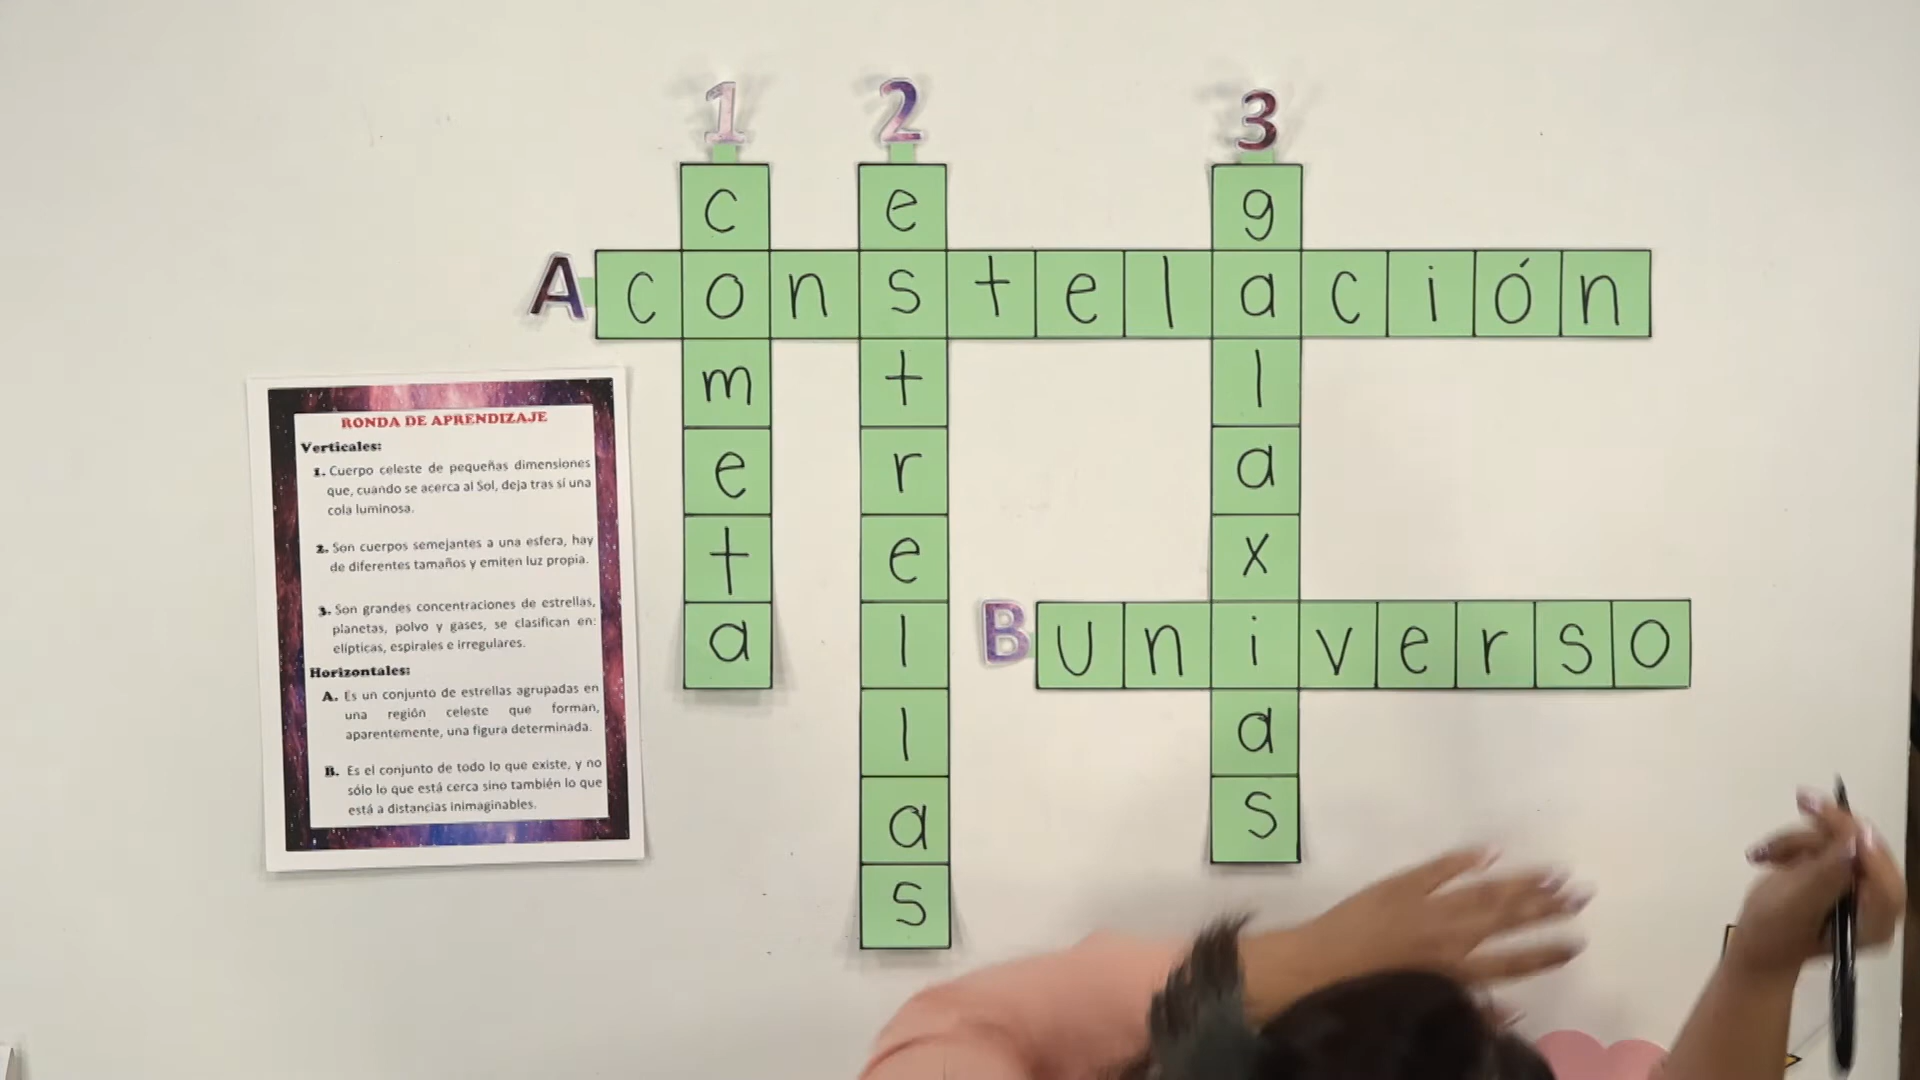 1 2 3
c e g
A constelación
m t l
e r a
t e x
a l B universo
l a
a s
s
RONDA DE APRENDIZAJE
Verticales:
1. Cuerpo celeste de pequeñas dimensiones
que, cuando se acerca al Sol, deja tras sí una
cola luminosa.
2. Son cuerpos semejantes a una esfera, hay
de diferentes tamaños y emiten luz propia.
3. Son grandes concentraciones de estrellas,
planetas, polvo y gases, se clasifican en:
elípticas, espirales e irregulares.
Horizontales:
A. Es un conjunto de estrellas agrupadas en
una región celeste que forman,
aparentemente, una figura determinada.
B. Es el conjunto de todo lo que existe, y no
sólo lo que está cerca sino también lo que
está a distancias inimaginables.